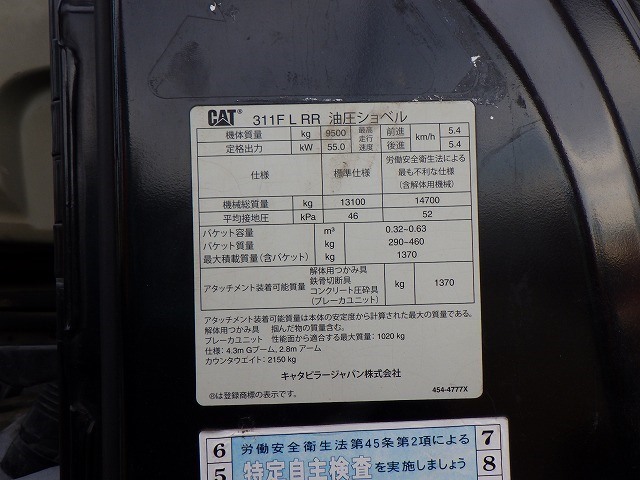 CAT® 311F L RR 油圧ショベル
機体質量 kg 9500 最高走行速度 前進 km/h 5.4
定格出力 kW 55.0 後進 5.4
仕様 標準仕様 労働安全衛生法による最も不利な仕様(含解体用機械)
機械総質量 kg 13100 14700
平均接地圧 kPa 46 52
バケット容量 m³ 0.32-0.63
バケット質量 kg 290-460
最大積載質量(含バケット) kg 1370
アタッチメント装着可能質量 解体用つかみ具 鉄骨切断具 コンクリート圧砕具 (ブレーカユニット) kg 1370
アタッチメント装着可能質量は本体の安定度から計算された最大の質量である。
解体用つかみ具 掴んだ物の質量含む。
ブレーカユニット 性能面から適合する最大質量: 1020 kg
仕様: 4.3m Gブーム, 2.8m アーム
カウンタウエイト: 2150 kg
キャタピラージャパン株式会社
®は登録商標の表示です。 454-4777X
6 労働安全衛生法第45条第2項による 7
5 特定自主検査を実施しましょう 8